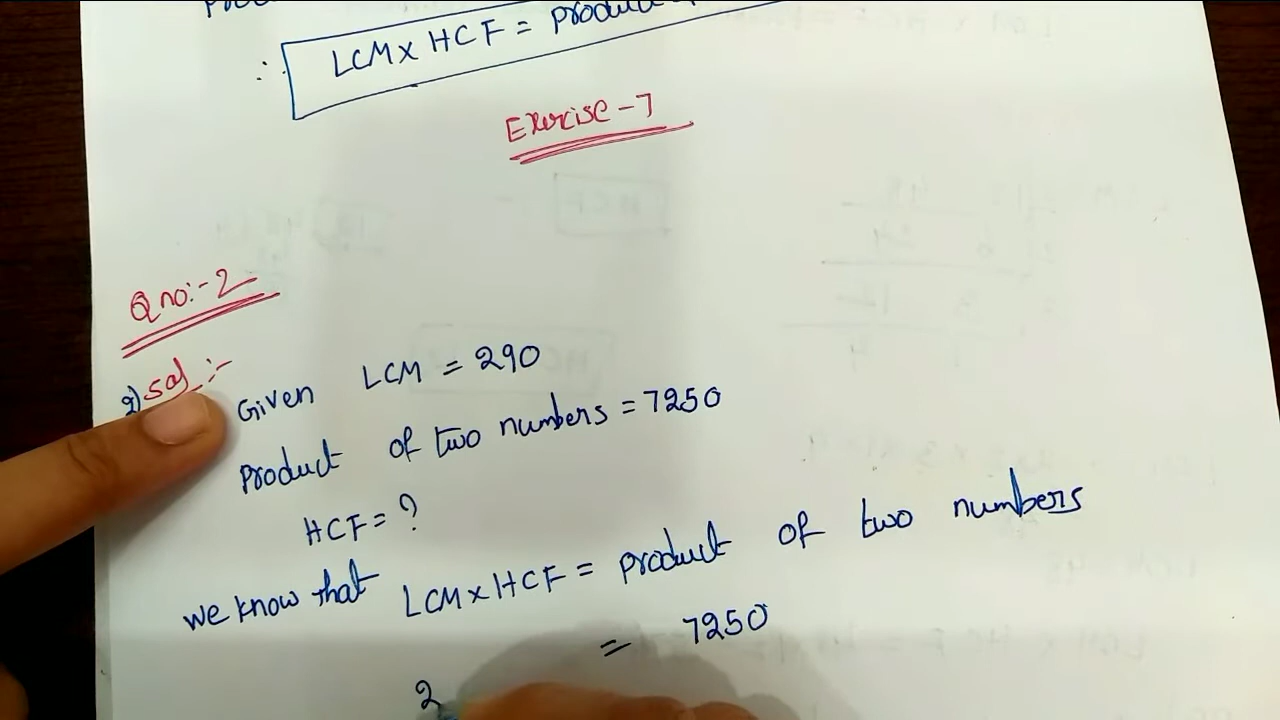 ∴ LCM x HCF = product
Exercise - 7
Q no:- 2
2) Sol :-
Given LCM = 290
product of two numbers = 7250
HCF = ?
we know that LCM x HCF = product of two numbers
= 7250
2